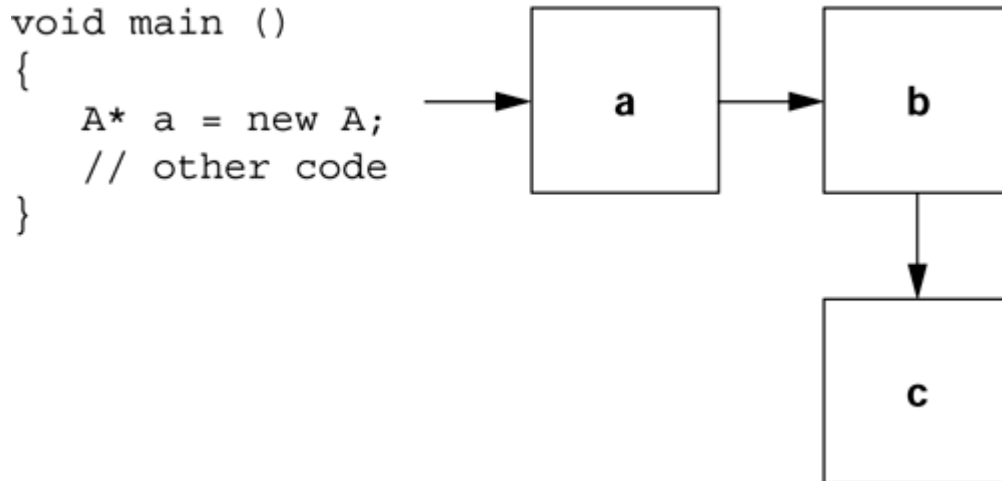 void main ()
{
A* a = new A;
// other code
}
a
b
c